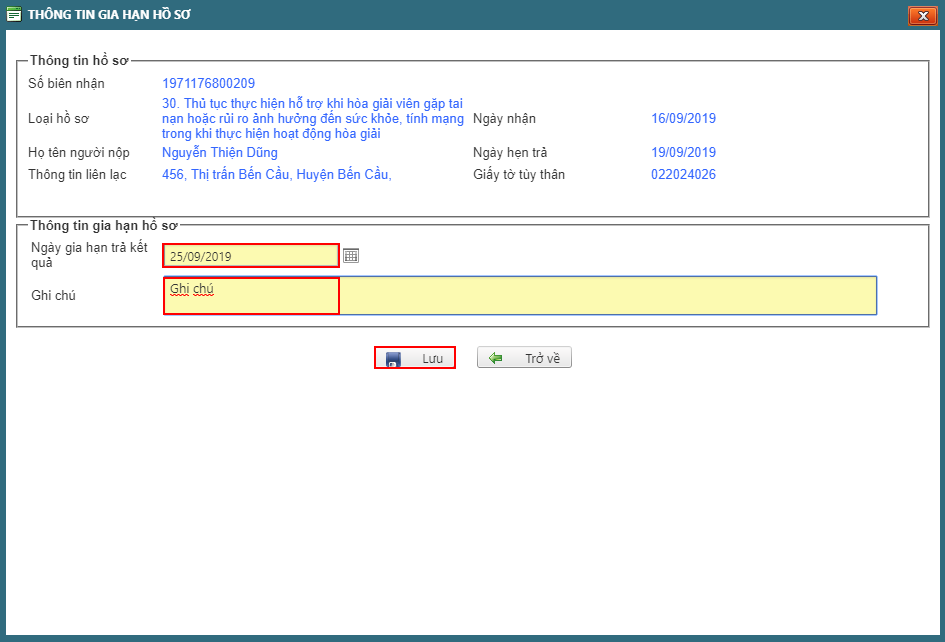 THÔNG TIN GIA HẠN HỒ SƠ
X
Thông tin hồ sơ
Số biên nhận 1971176800209
30. Thủ tục thực hiện hỗ trợ khi hòa giải viên gặp tai
Loại hồ sơ nạn hoặc rủi ro ảnh hưởng đến sức khỏe, tính mạng Ngày nhận 16/09/2019
trong khi thực hiện hoạt động hòa giải
Họ tên người nộp Nguyễn Thiện Dũng Ngày hẹn trả 19/09/2019
Thông tin liên lạc 456, Thị trấn Bến Cầu, Huyện Bến Cầu, Giấy tờ tùy thân 022024026
Thông tin gia hạn hồ sơ
Ngày gia hạn trả kết
quả
25/09/2019
Ghi chú Ghi chú
Lưu Trở về